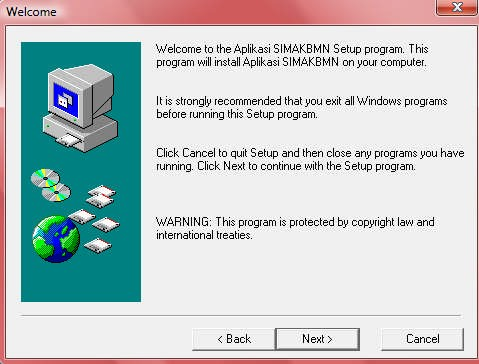 Welcome
Welcome to the Aplikasi SIMAKBMN Setup program. This
program will install Aplikasi SIMAKBMN on your computer.
It is strongly recommended that you exit all Windows programs
before running this Setup program.
Click Cancel to quit Setup and then close any programs you have
running. Click Next to continue with the Setup program.
WARNING: This program is protected by copyright law and
international treaties.
< Back
Next >
Cancel